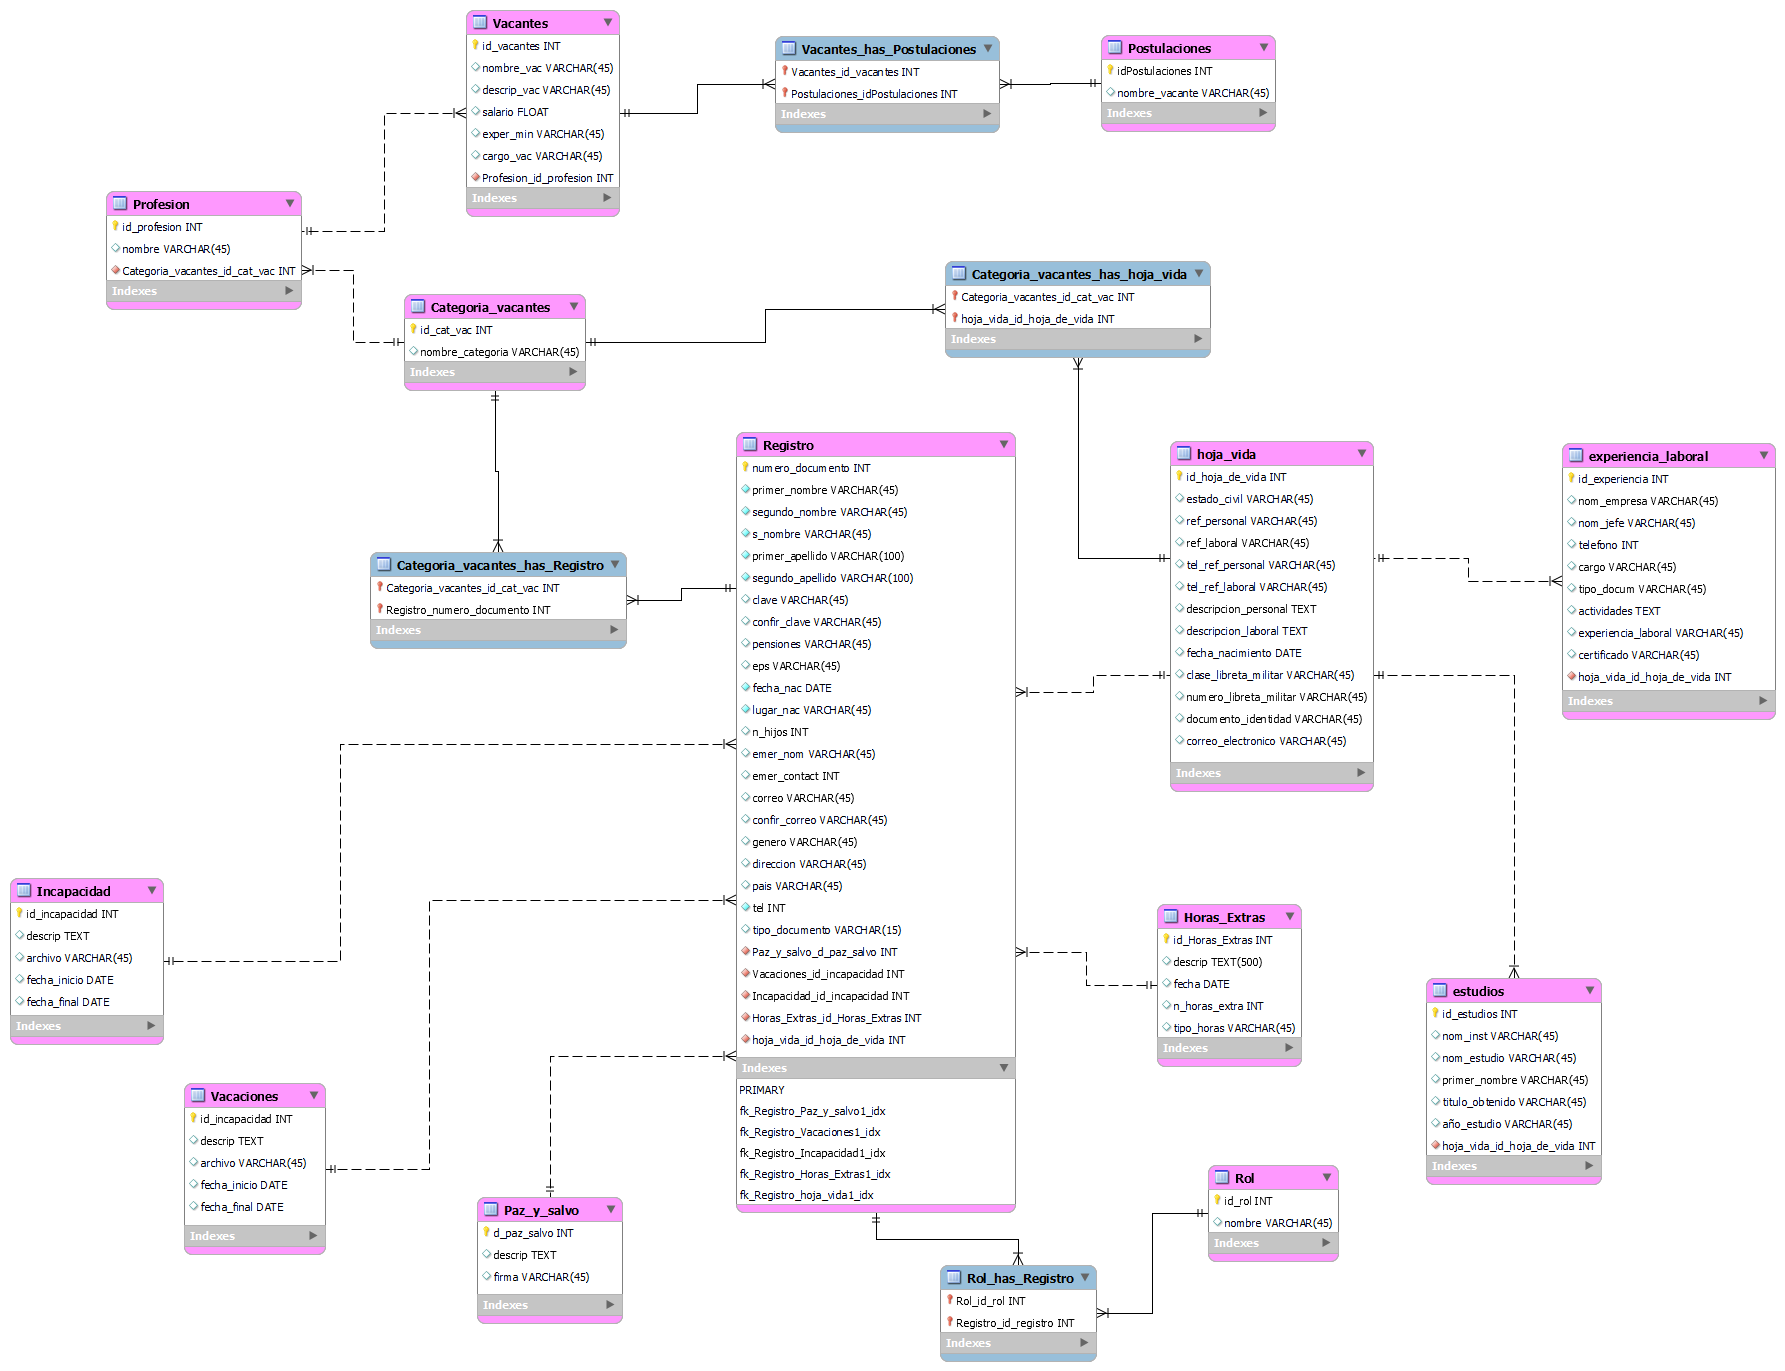 Vacantes
id_vacantes INT
nombre_vac VARCHAR(45)
descrip_vac VARCHAR(45)
salario FLOAT
exper_min VARCHAR(45)
cargo_vac VARCHAR(45)
Profesion_id_profesion INT
Indexes
Vacantes_has_Postulaciones
Vacantes_id_vacantes INT
Postulaciones_idPostulaciones INT
Indexes
Postulaciones
idPostulaciones INT
nombre_vacante VARCHAR(45)
Indexes
Profesion
id_profesion INT
nombre VARCHAR(45)
Categoria_vacantes_id_cat_vac INT
Indexes
Categoria_vacantes
id_cat_vac INT
nombre_categoria VARCHAR(45)
Indexes
Categoria_vacantes_has_hoja_vida
Categoria_vacantes_id_cat_vac INT
hoja_vida_id_hoja_de_vida INT
Indexes
Categoria_vacantes_has_Registro
Categoria_vacantes_id_cat_vac INT
Registro_numero_documento INT
Indexes
Registro
numero_documento INT
primer_nombre VARCHAR(45)
segundo_nombre VARCHAR(45)
s_nombre VARCHAR(45)
primer_apellido VARCHAR(100)
segundo_apellido VARCHAR(100)
clave VARCHAR(45)
confir_clave VARCHAR(45)
pensiones VARCHAR(45)
eps VARCHAR(45)
fecha_nac DATE
lugar_nac VARCHAR(45)
n_hijos INT
emer_nom VARCHAR(45)
emer_contact INT
correo VARCHAR(45)
confir_correo VARCHAR(45)
genero VARCHAR(45)
direccion VARCHAR(45)
pais VARCHAR(45)
tel INT
tipo_documento VARCHAR(15)
Paz_y_salvo_d_paz_salvo INT
Vacaciones_id_incapacidad INT
Incapacidad_id_incapacidad INT
Horas_Extras_id_Horas_Extras INT
hoja_vida_id_hoja_de_vida INT
Indexes
PRIMARY
fk_Registro_Paz_y_salvo1_idx
fk_Registro_Vacaciones1_idx
fk_Registro_Incapacidad1_idx
fk_Registro_Horas_Extras1_idx
fk_Registro_hoja_vida1_idx
hoja_vida
id_hoja_de_vida INT
estado_civil VARCHAR(45)
ref_personal VARCHAR(45)
ref_laboral VARCHAR(45)
tel_ref_personal VARCHAR(45)
tel_ref_laboral VARCHAR(45)
descripcion_personal TEXT
descripcion_laboral TEXT
fecha_nacimiento DATE
clase_libreta_militar VARCHAR(45)
numero_libreta_militar VARCHAR(45)
documento_identidad VARCHAR(45)
correo_electronico VARCHAR(45)
Indexes
experiencia_laboral
id_experiencia INT
nom_empresa VARCHAR(45)
nom_jefe VARCHAR(45)
telefono INT
cargo VARCHAR(45)
tipo_docum VARCHAR(45)
actividades TEXT
experiencia_laboral VARCHAR(45)
certificado VARCHAR(45)
hoja_vida_id_hoja_de_vida INT
Indexes
Incapacidad
id_incapacidad INT
descrip TEXT
archivo VARCHAR(45)
fecha_inicio DATE
fecha_final DATE
Indexes
Horas_Extras
id_Horas_Extras INT
descrip TEXT(500)
fecha DATE
n_horas_extra INT
tipo_horas VARCHAR(45)
Indexes
estudios
id_estudios INT
nom_inst VARCHAR(45)
nom_estudio VARCHAR(45)
primer_nombre VARCHAR(45)
titulo_obtenido VARCHAR(45)
año_estudio VARCHAR(45)
hoja_vida_id_hoja_de_vida INT
Indexes
Vacaciones
id_incapacidad INT
descrip TEXT
archivo VARCHAR(45)
fecha_inicio DATE
fecha_final DATE
Indexes
Paz_y_salvo
d_paz_salvo INT
descrip TEXT
firma VARCHAR(45)
Indexes
Rol
id_rol INT
nombre VARCHAR(45)
Indexes
Rol_has_Registro
Rol_id_rol INT
Registro_id_registro INT
Indexes